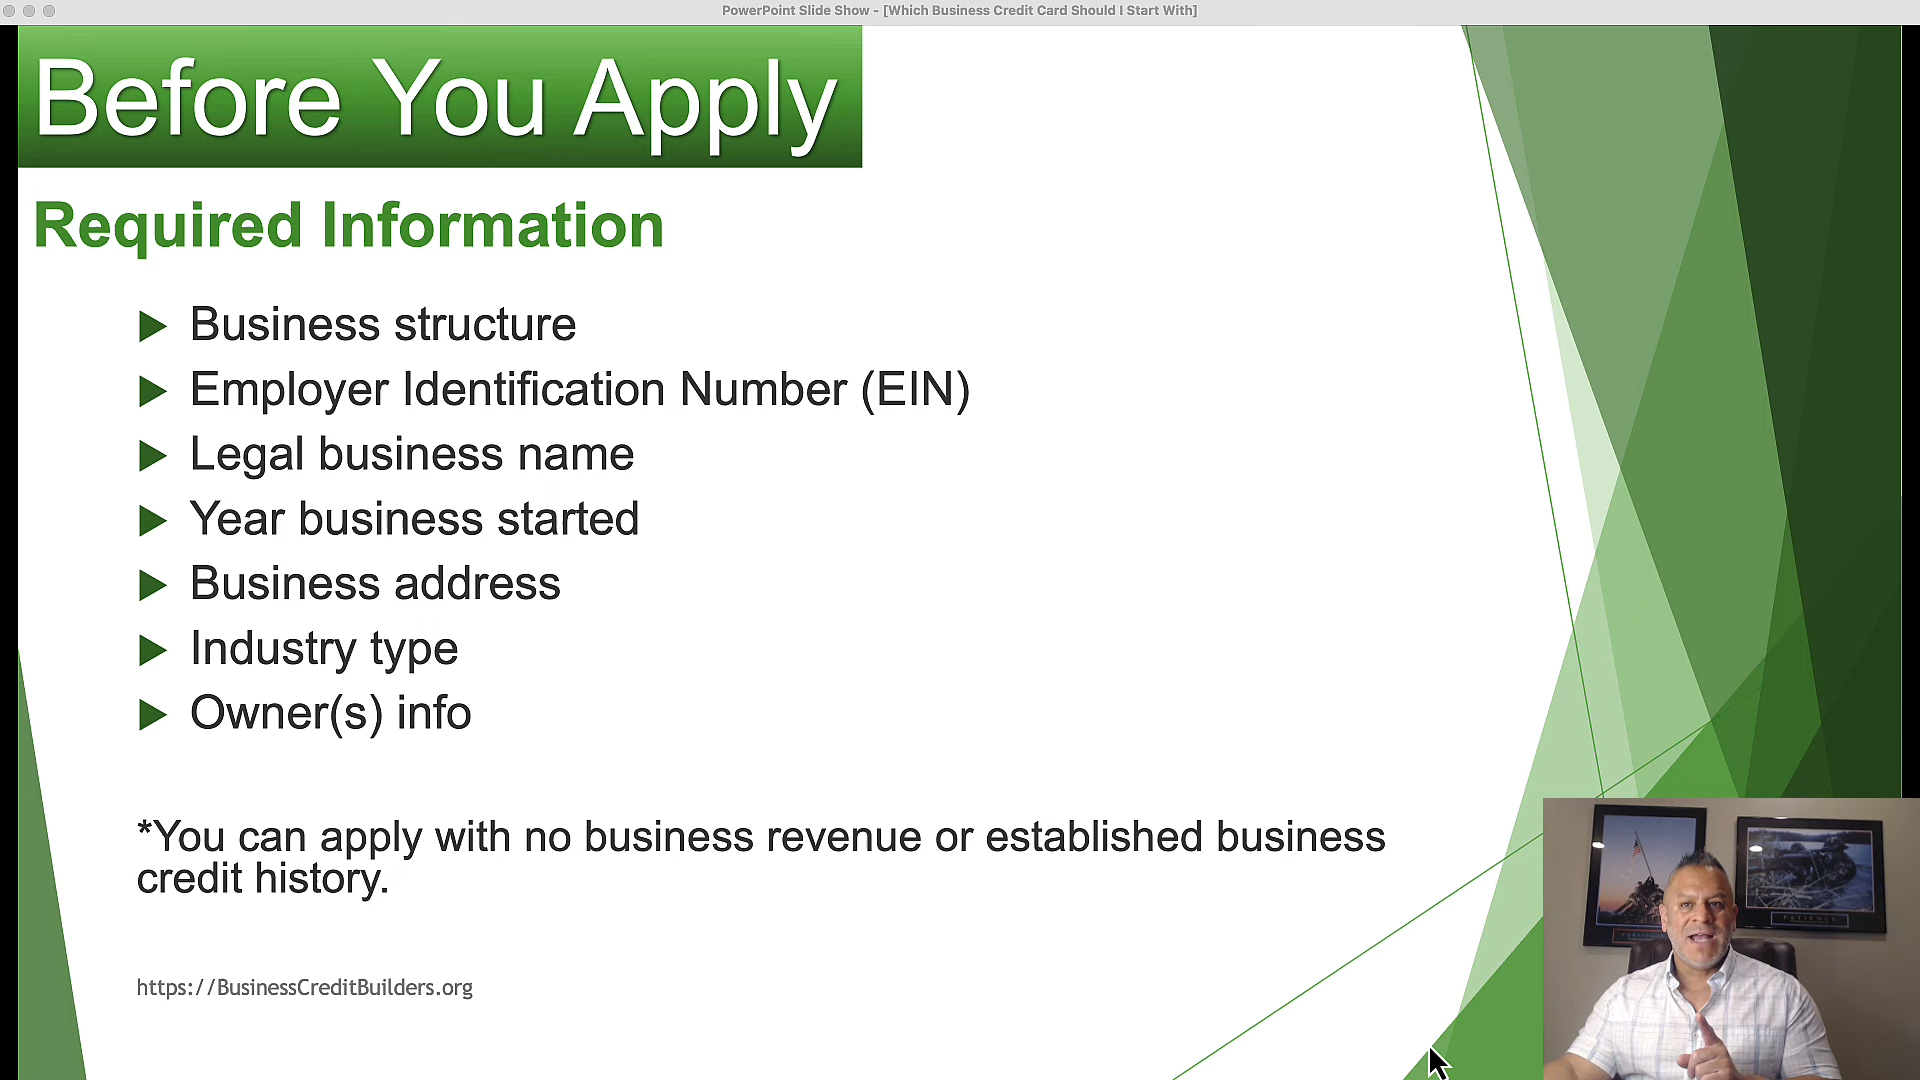 PowerPoint Slide Show - [Which Business Credit Card Should I Start With]
Before You Apply
Required Information
Business structure
Employer Identification Number (EIN)
Legal business name
Year business started
Business address
Industry type
Owner(s) info
*You can apply with no business revenue or established business
credit history.
https://BusinessCreditBuilders.org
PATIENCE